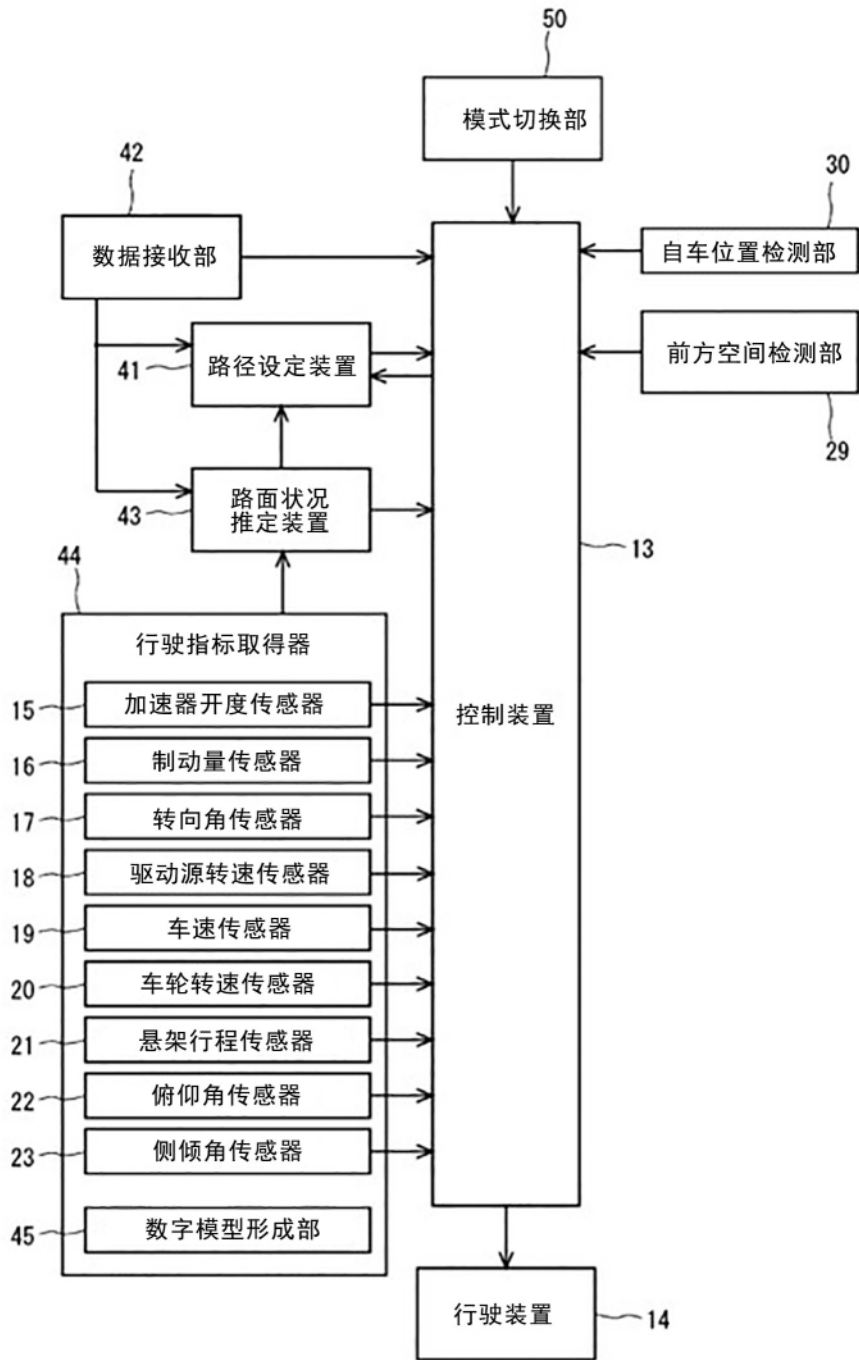 50
模式切换部
42
数据接收部
30
自车位置检测部
前方空间检测部
29
41
路径设定装置
43
路面状况
推定装置
13
44
行驶指标取得器
15
加速器开度传感器
控制装置
16
制动量传感器
17
转向角传感器
18
驱动源转速传感器
19
车速传感器
20
车轮转速传感器
21
悬架行程传感器
22
俯仰角传感器
23
侧倾角传感器
45
数字模型形成部
行驶装置
14